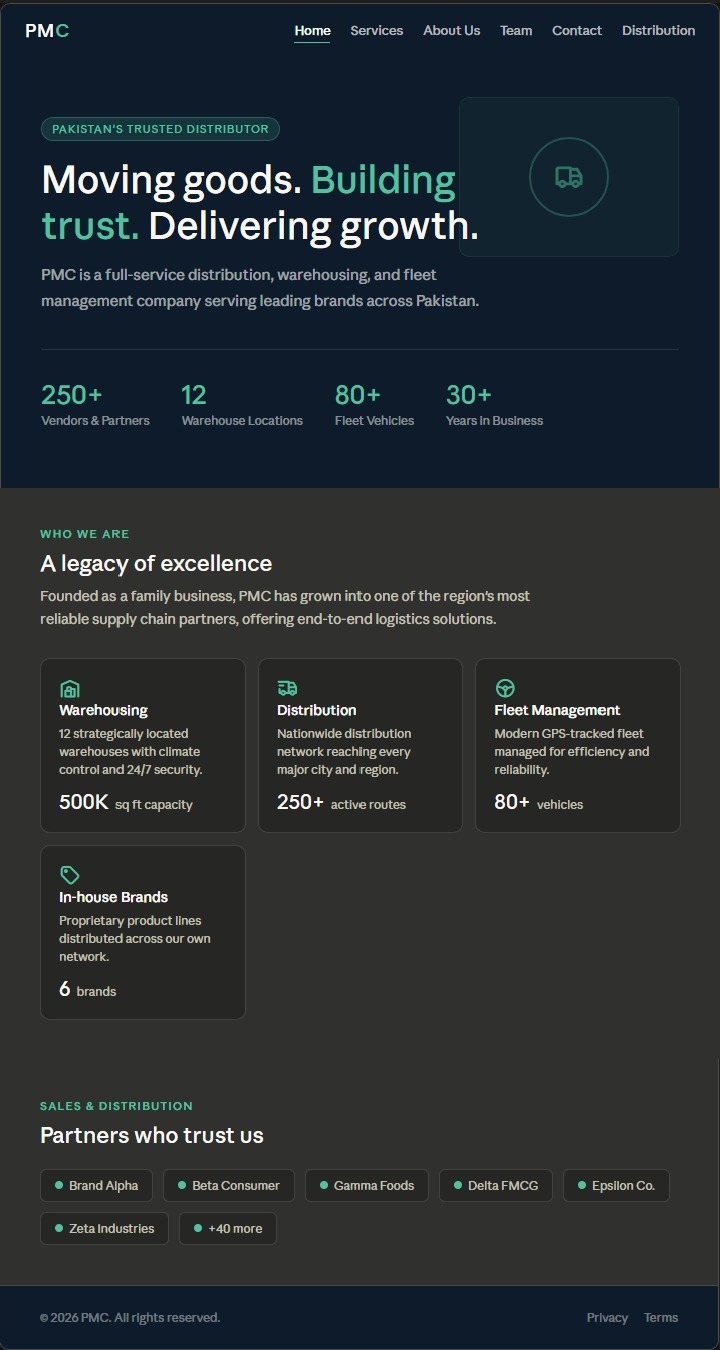 PMC
Home Services About Us Team Contact Distribution
PAKISTAN'S TRUSTED DISTRIBUTOR
Moving goods. Building
trust. Delivering growth.
PMC is a full-service distribution, warehousing, and fleet
management company serving leading brands across Pakistan.
250+
Vendors & Partners
12
Warehouse Locations
80+
Fleet Vehicles
30+
Years in Business
WHO WE ARE
A legacy of excellence
Founded as a family business, PMC has grown into one of the region's most
reliable supply chain partners, offering end-to-end logistics solutions.
Warehousing
12 strategically located
warehouses with climate
control and 24/7 security.
500K sq ft capacity
Distribution
Nationwide distribution
network reaching every
major city and region.
250+ active routes
Fleet Management
Modern GPS-tracked fleet
managed for efficiency and
reliability.
80+ vehicles
In-house Brands
Proprietary product lines
distributed across our own
network.
6 brands
SALES & DISTRIBUTION
Partners who trust us
Brand Alpha
Beta Consumer
Gamma Foods
Delta FMCG
Epsilon Co.
Zeta Industries
+40 more
© 2026 PMC. All rights reserved.
Privacy Terms